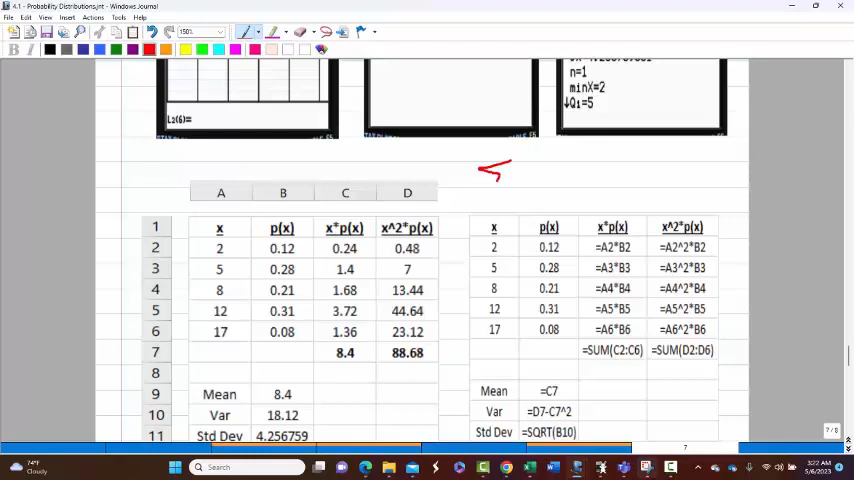 4.1 - Probability Distributions.jnt - Windows Journal
File Edit View Insert Actions Tools Help
150%
B I
n=1
minX=2
↓Q₁=5
L2(6)=
A B C D
1 x p(x) x*p(x) x^2*p(x)
2 2 0.12 0.24 0.48
3 5 0.28 1.4 7
4 8 0.21 1.68 13.44
5 12 0.31 3.72 44.64
6 17 0.08 1.36 23.12
7 8.4 88.68
8
9 Mean 8.4
10 Var 18.12
11 Std Dev 4.256759
x p(x) x*p(x) x^2*p(x)
2 0.12 =A2*B2 =A2^2*B2
5 0.28 =A3*B3 =A3^2*B3
8 0.21 =A4*B4 =A4^2*B4
12 0.31 =A5*B5 =A5^2*B5
17 0.08 =A6*B6 =A6^2*B6
=SUM(C2:C6) =SUM(D2:D6)
Mean =C7
Var =D7-C7^2
Std Dev =SQRT(B10)
7 / 8
7
74°F
Cloudy
Search
3:22 AM
5/6/2023